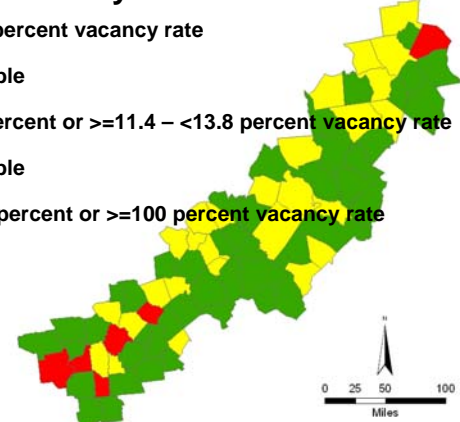 percent vacancy rate
ble
ercent or >=11.4 – <13.8 percent vacancy rate
ble
percent or >=100 percent vacancy rate
N
0 25 50 100
Miles